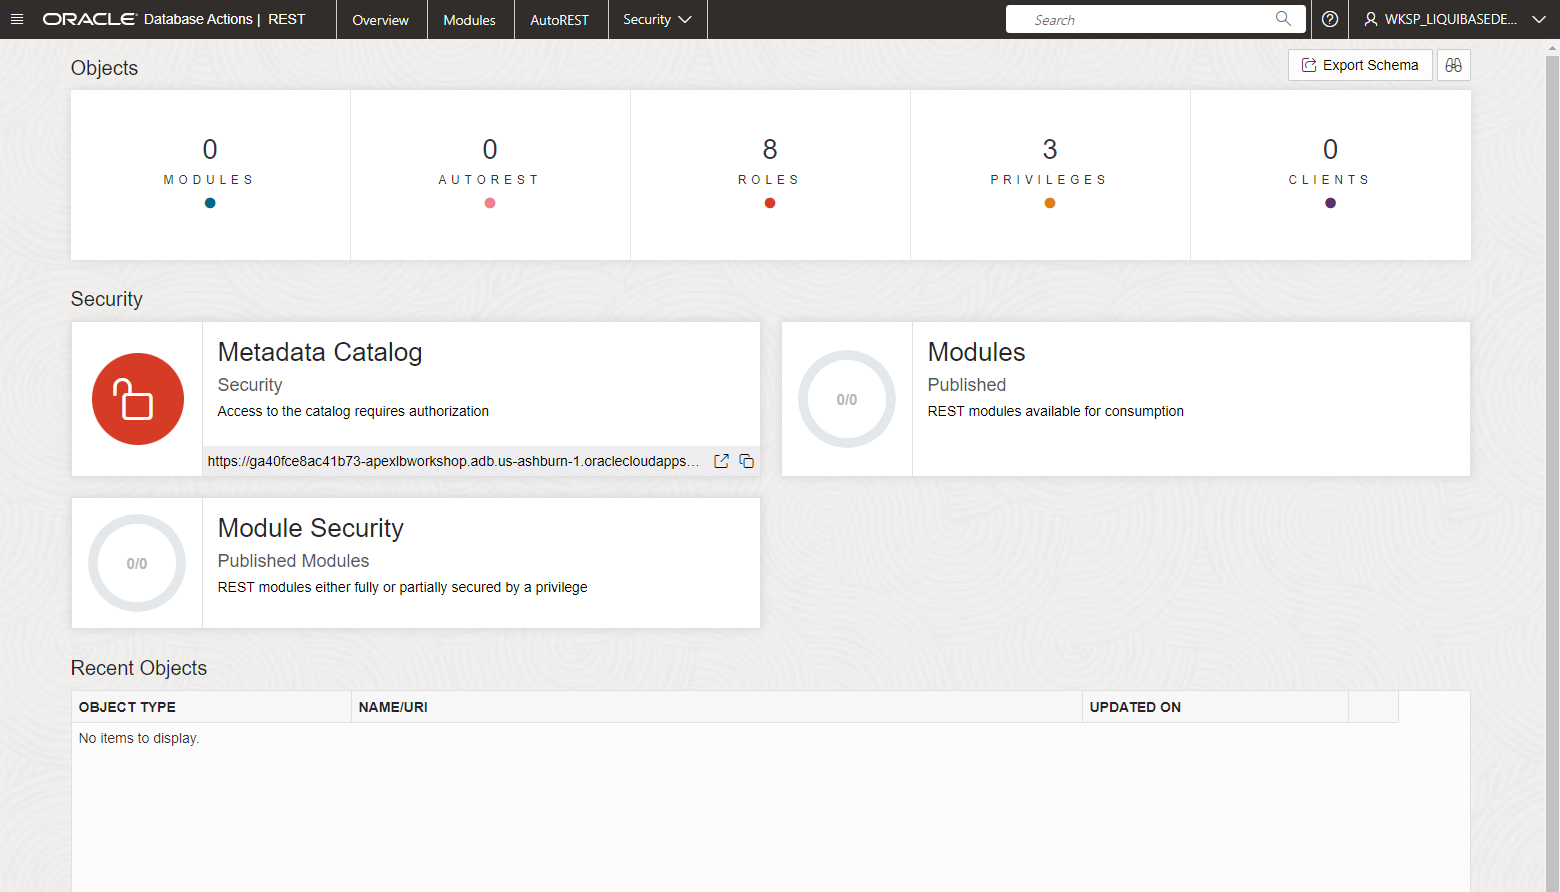 ORACLE Database Actions | REST
Overview
Modules
AutoREST
Security
Search
WKSP_LIQUIBASEDE...
Objects
Export Schema
0
MODULES
0
AUTOREST
8
ROLES
3
PRIVILEGES
0
CLIENTS
Security
Metadata Catalog
Security
Access to the catalog requires authorization
https://ga40fce8ac41b73-apexlbworkshop.adb.us-ashburn-1.oraclecloudapps...
0/0
Modules
Published
REST modules available for consumption
0/0
Module Security
Published Modules
REST modules either fully or partially secured by a privilege
Recent Objects
OBJECT TYPE NAME/URI UPDATED ON
No items to display.